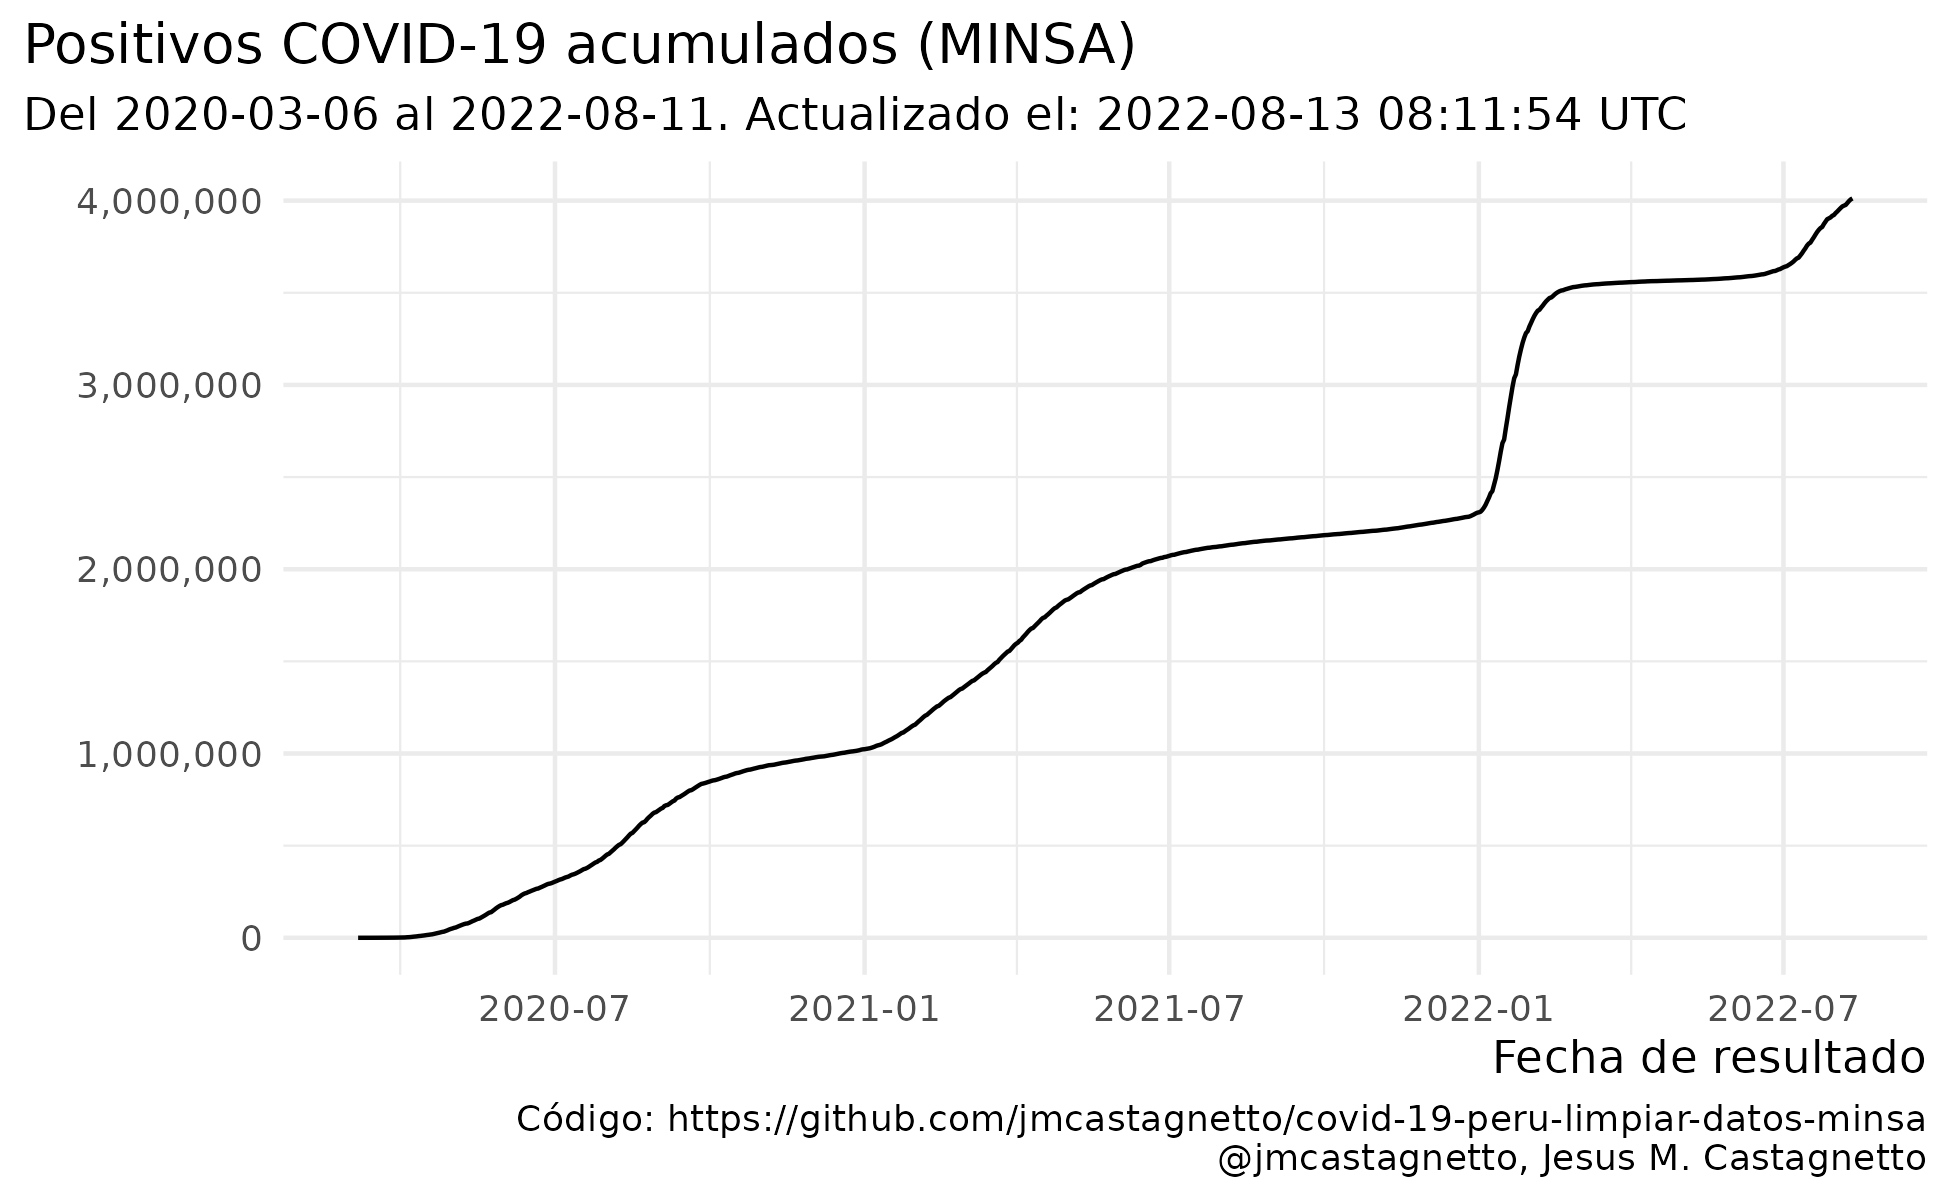 Positivos COVID-19 acumulados (MINSA)
Del 2020-03-06 al 2022-08-11. Actualizado el: 2022-08-13 08:11:54 UTC
4,000,000
3,000,000
2,000,000
1,000,000
0
2020-07 2021-01 2021-07 2022-01 2022-07
Fecha de resultado
Código: https://github.com/jmcastagnetto/covid-19-peru-limpiar-datos-minsa
@jmcastagnetto, Jesus M. Castagnetto